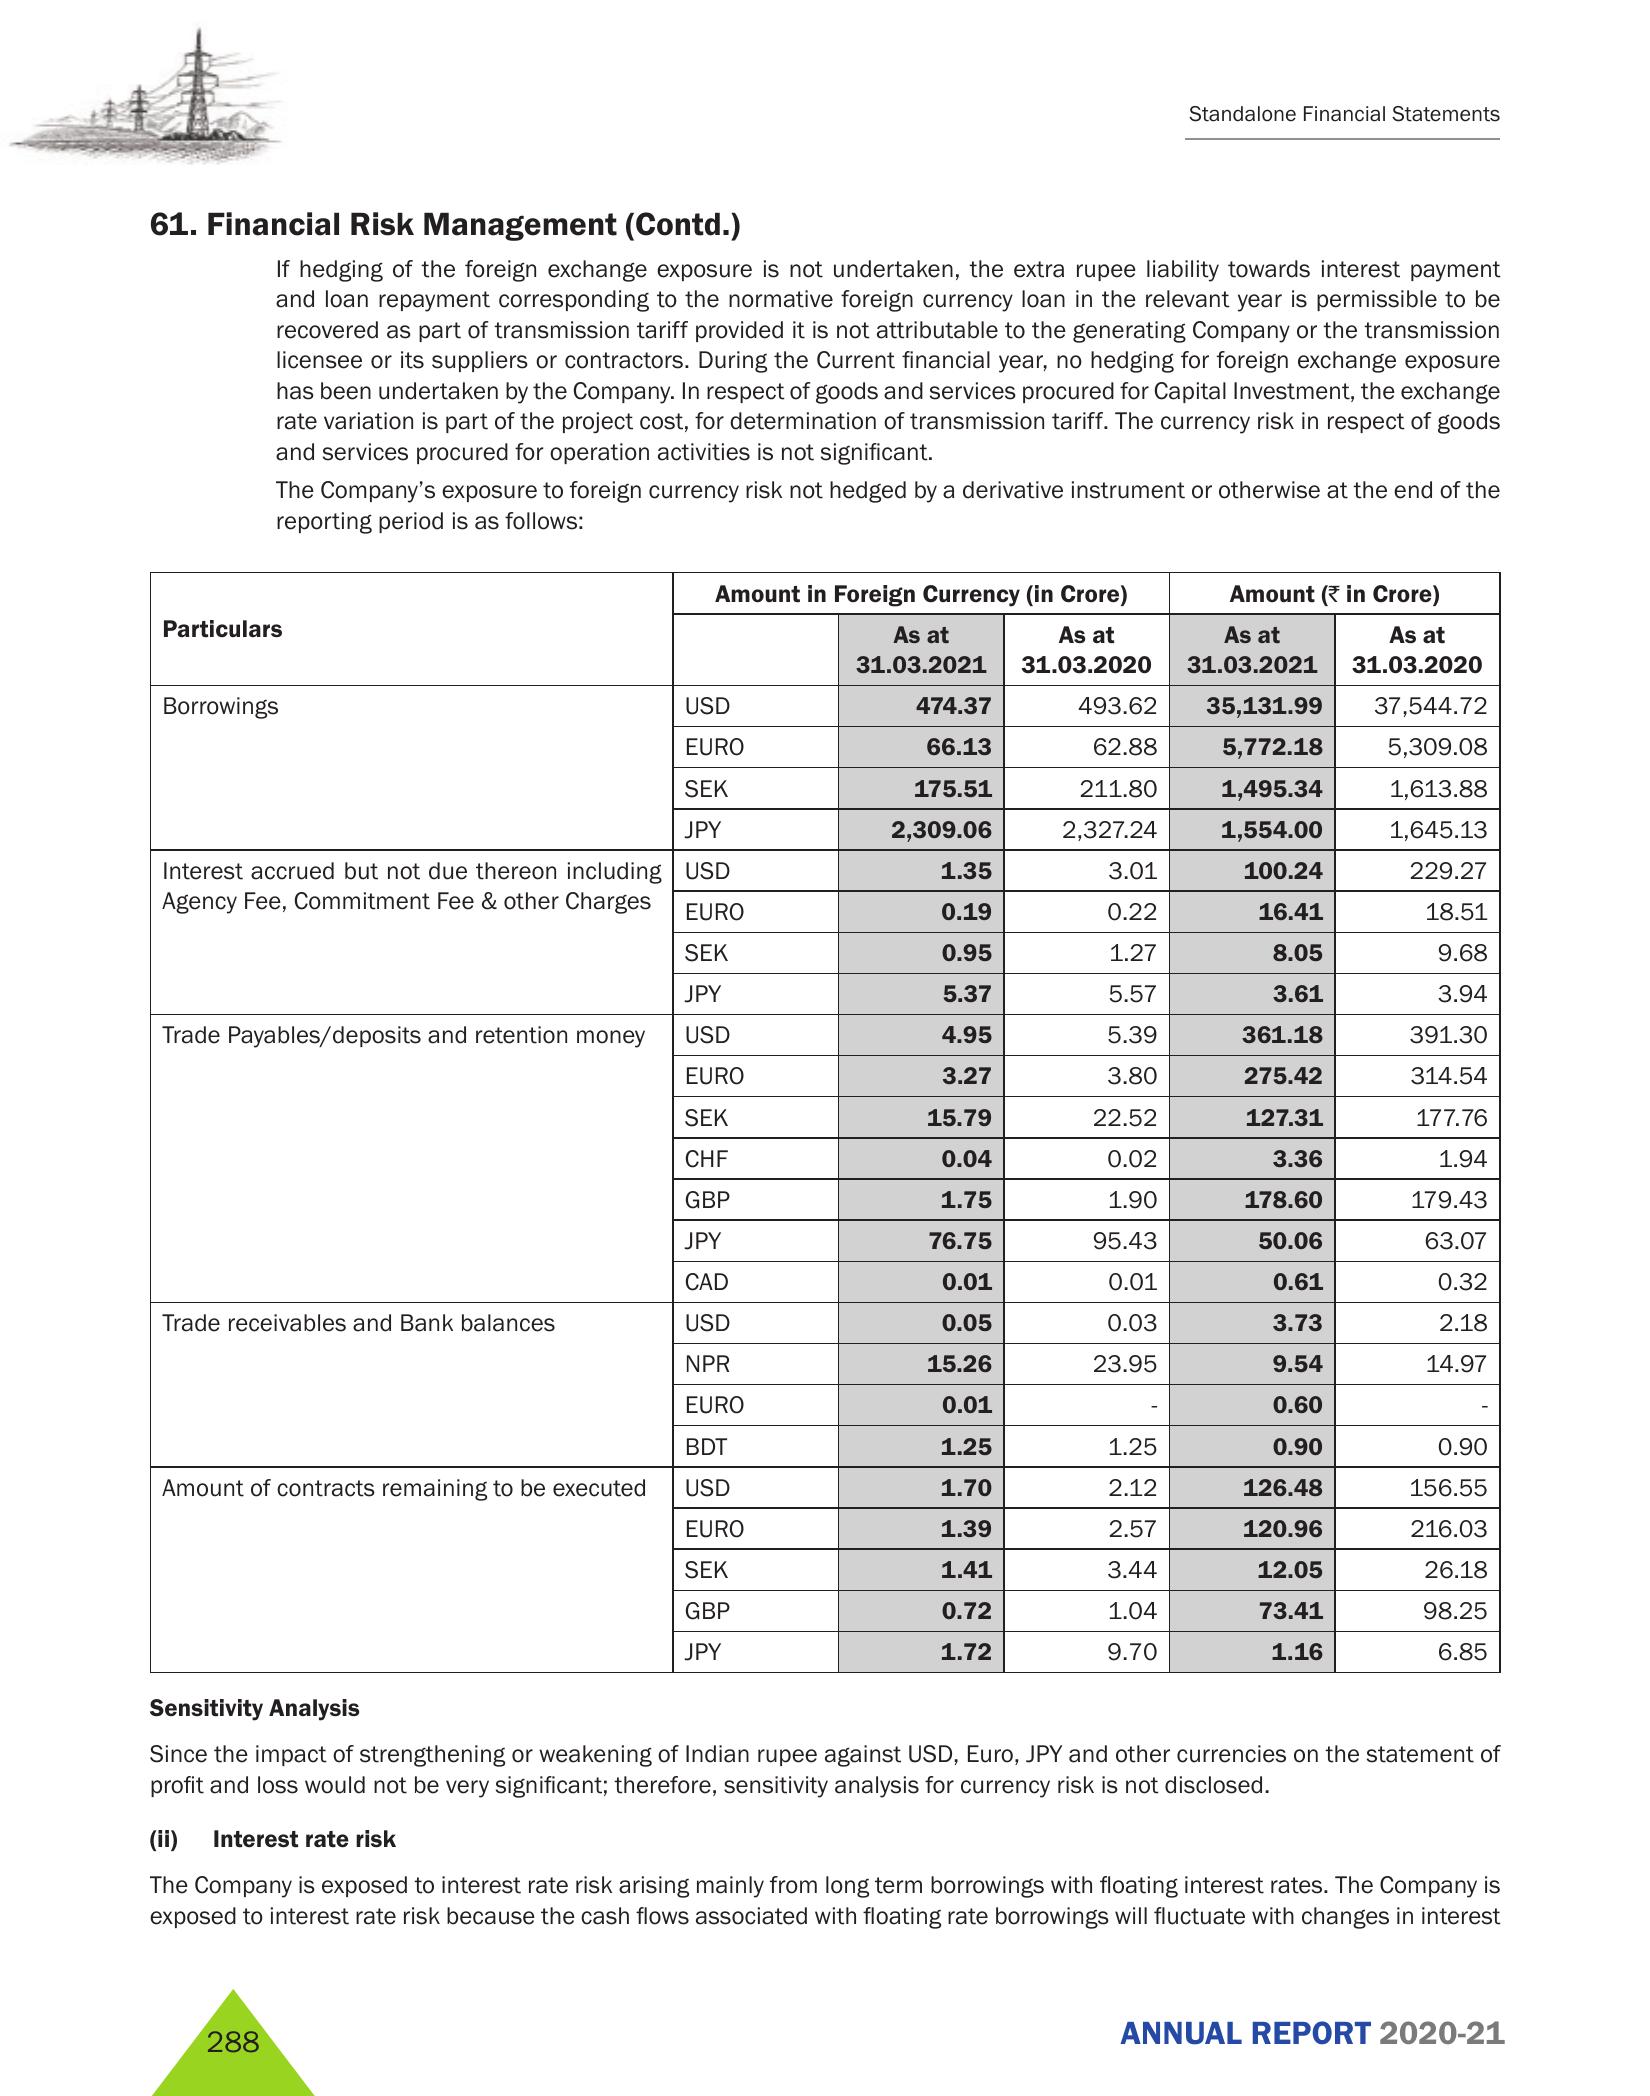 Standalone Financial Statements
61. Financial Risk Management (Contd.)
If hedging of the foreign exchange exposure is not undertaken, the extra rupee liability towards interest payment
and loan repayment corresponding to the normative foreign currency loan in the relevant year is permissible to be
recovered as part of transmission tariff provided it is not attributable to the generating Company or the transmission
licensee or its suppliers or contractors. During the Current financial year, no hedging for foreign exchange exposure
has been undertaken by the Company. In respect of goods and services procured for Capital Investment, the exchange
rate variation is part of the project cost, for determination of transmission tariff. The currency risk in respect of goods
and services procured for operation activities is not significant.
The Company’s exposure to foreign currency risk not hedged by a derivative instrument or otherwise at the end of the
reporting period is as follows:
Particulars Amount in Foreign Currency (in Crore) Amount (₹ in Crore)
As at As at As at As at
31.03.2021 31.03.2020 31.03.2021 31.03.2020
Borrowings USD 474.37 493.62 35,131.99 37,544.72
EURO 66.13 62.88 5,772.18 5,309.08
SEK 175.51 211.80 1,495.34 1,613.88
JPY 2,309.06 2,327.24 1,554.00 1,645.13
Interest accrued but not due thereon including USD 1.35 3.01 100.24 229.27
Agency Fee, Commitment Fee & other Charges
EURO 0.19 0.22 16.41 18.51
SEK 0.95 1.27 8.05 9.68
JPY 5.37 5.57 3.61 3.94
Trade Payables/deposits and retention money USD 4.95 5.39 361.18 391.30
EURO 3.27 3.80 275.42 314.54
SEK 15.79 22.52 127.31 177.76
CHF 0.04 0.02 3.36 1.94
GBP 1.75 1.90 178.60 179.43
JPY 76.75 95.43 50.06 63.07
CAD 0.01 0.01 0.61 0.32
Trade receivables and Bank balances USD 0.05 0.03 3.73 2.18
NPR 15.26 23.95 9.54 14.97
EURO 0.01 - 0.60 -
BDT 1.25 1.25 0.90 0.90
Amount of contracts remaining to be executed USD 1.70 2.12 126.48 156.55
EURO 1.39 2.57 120.96 216.03
SEK 1.41 3.44 12.05 26.18
GBP 0.72 1.04 73.41 98.25
JPY 1.72 9.70 1.16 6.85
Sensitivity Analysis
Since the impact of strengthening or weakening of Indian rupee against USD, Euro, JPY and other currencies on the statement of
profit and loss would not be very significant; therefore, sensitivity analysis for currency risk is not disclosed.
(ii) Interest rate risk
The Company is exposed to interest rate risk arising mainly from long term borrowings with floating interest rates. The Company is
exposed to interest rate risk because the cash flows associated with floating rate borrowings will fluctuate with changes in interest
288
ANNUAL REPORT 2020-21